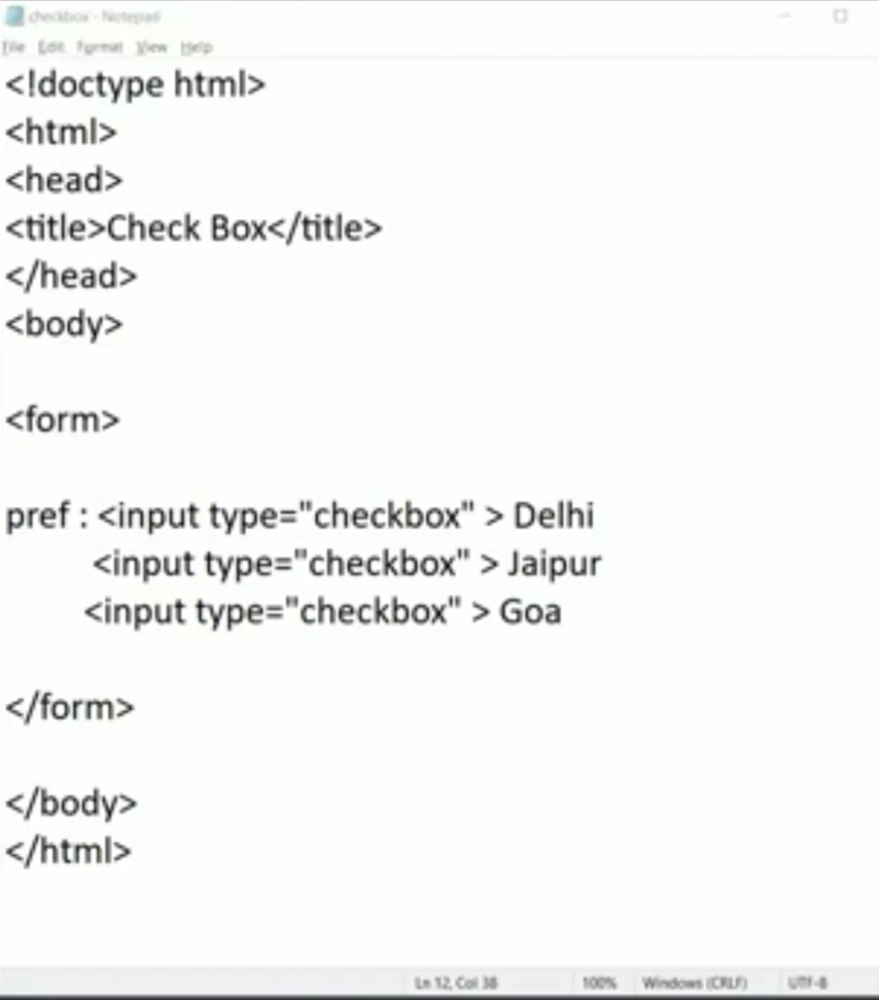 checkbox - Notepad
File Edit Format View Help
<!doctype html>
<html>
<head>
<title>Check Box</title>
</head>
<body>
<form>
pref : <input type="checkbox" > Delhi
<input type="checkbox" > Jaipur
<input type="checkbox" > Goa
</form>
</body>
</html>
Ln 12, Col 38 100% Windows (CRLF) UTF-8